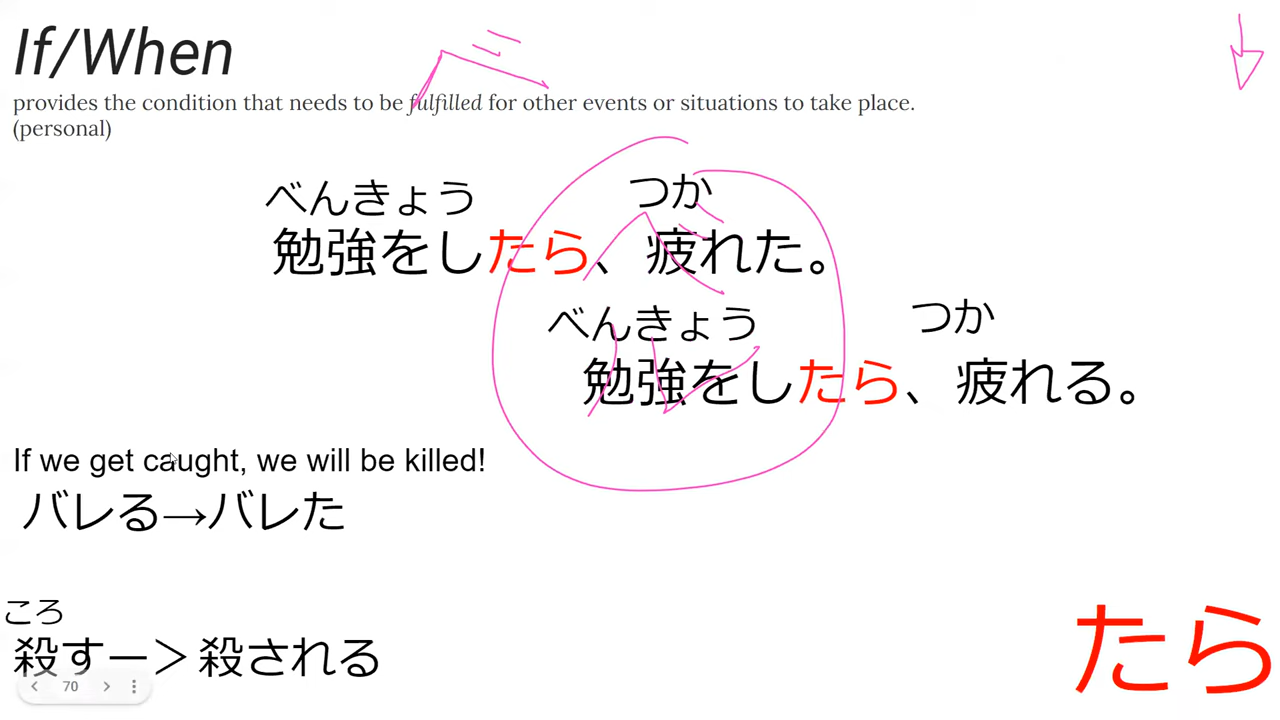 If/When
provides the condition that needs to be fulfilled for other events or situations to take place.
(personal)
べんきょう つか
勉強をしたら、疲れた。
べんきょう つか
勉強をしたら、疲れる。
If we get caught, we will be killed!
バレる→バレた
ころ
殺すー＞殺される
70
たら